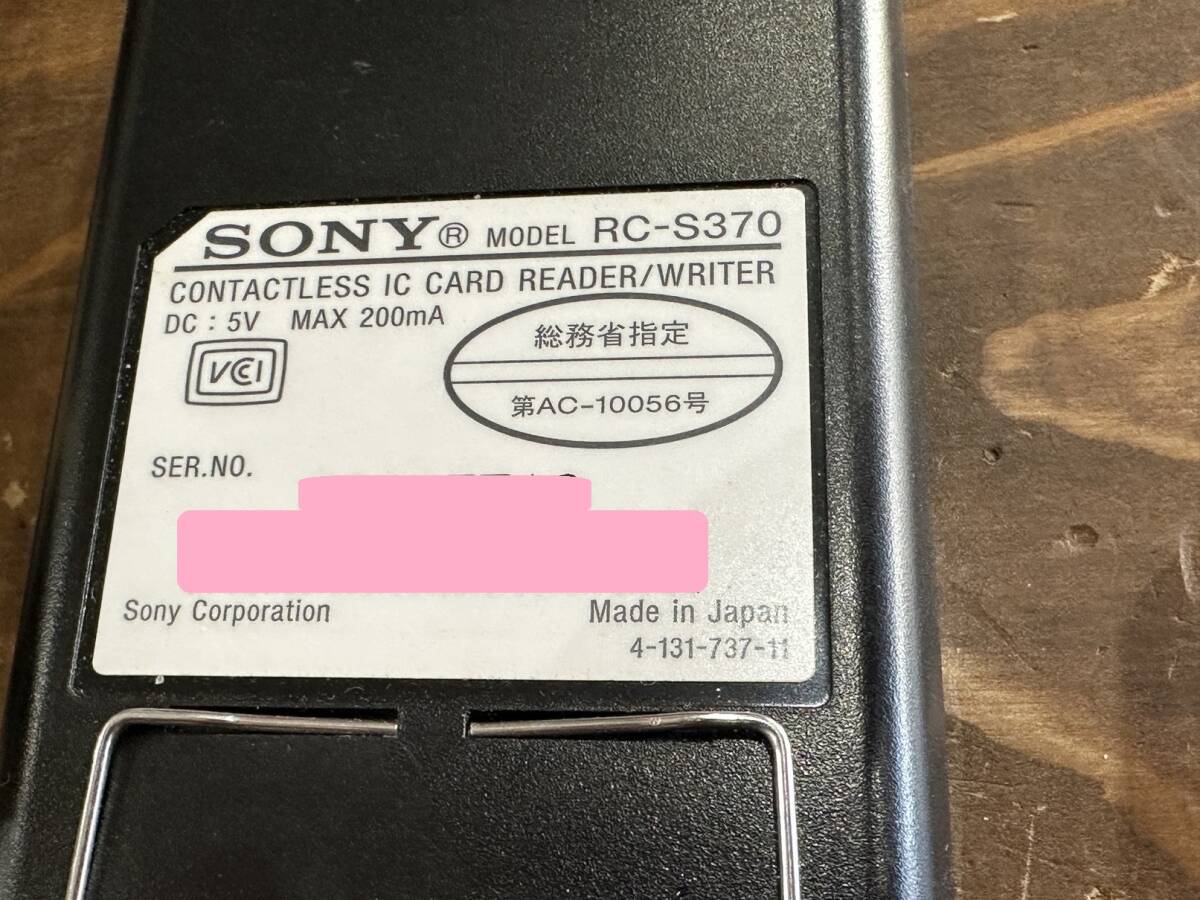 SONY® MODEL RC-S370
CONTACTLESS IC CARD READER/WRITER
DC : 5V MAX 200mA
VCI
総務省指定
第AC-10056号
SER.NO.
Sony Corporation
Made in Japan
4-131-737-11